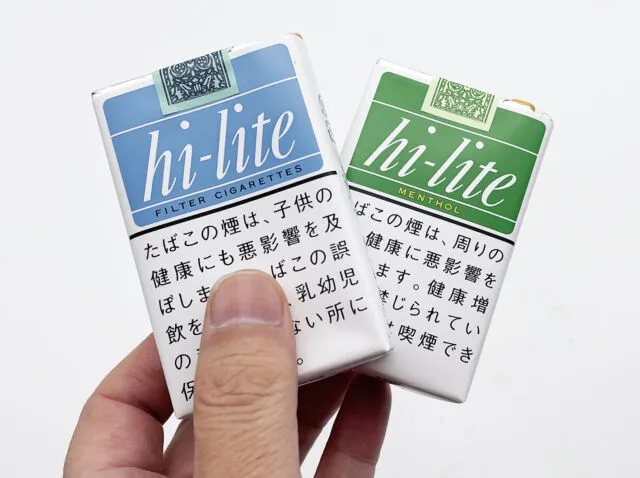 hi-lite
FILTER CIGARETTES
たばこの煙は、子供の
健康にも悪影響を及
ぼしま ばこの誤
飲を 乳幼児
の ない所に
保 。
hi-lite
MENTHOL
ばこの煙は、周りの
健康に悪影響を
ます。健康増
禁じられてい
は喫煙でき